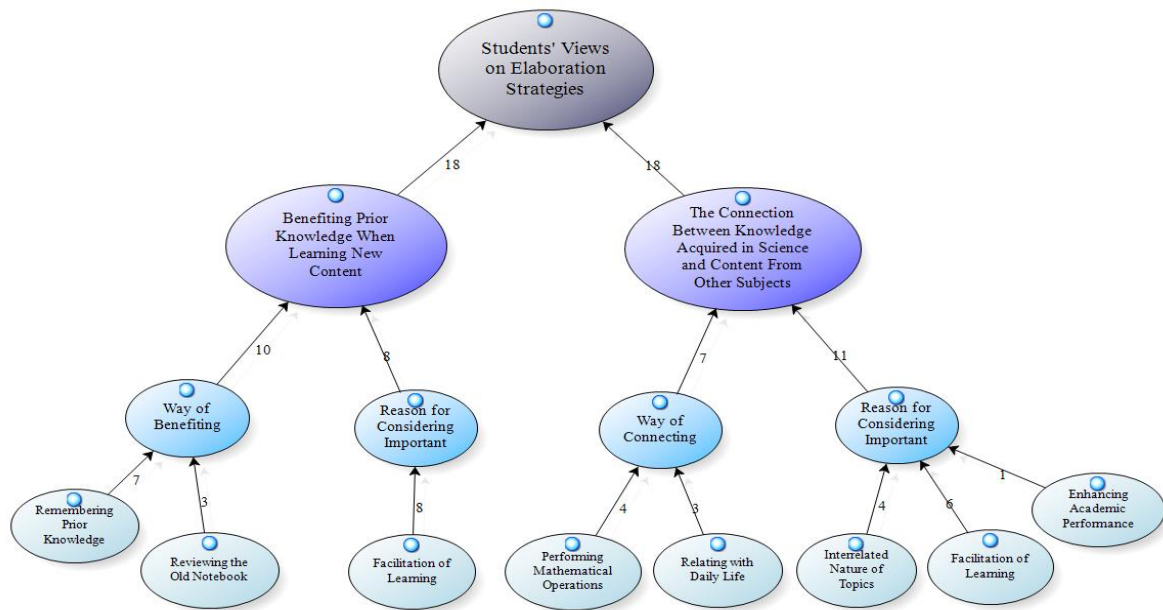 Students' Views
on Elaboration
Strategies
18
18
Benefiting Prior
Knowledge When
Learning New
Content
The Connection
Between Knowledge
Acquired in Science
and Content From
Other Subjects
10
8
7
11
Way of
Benefiting
Reason for
Considering
Important
Way of
Connecting
Reason for
Considering
Important
7
3
8
4
3
4
6
1
Remembering
Prior
Knowledge
Reviewing the
Old Notebook
Facilitation of
Learning
Performing
Mathematical
Operations
Relating with
Daily Life
Interrelated
Nature of
Topics
Facilitation of
Learning
Enhancing
Academic
Performance